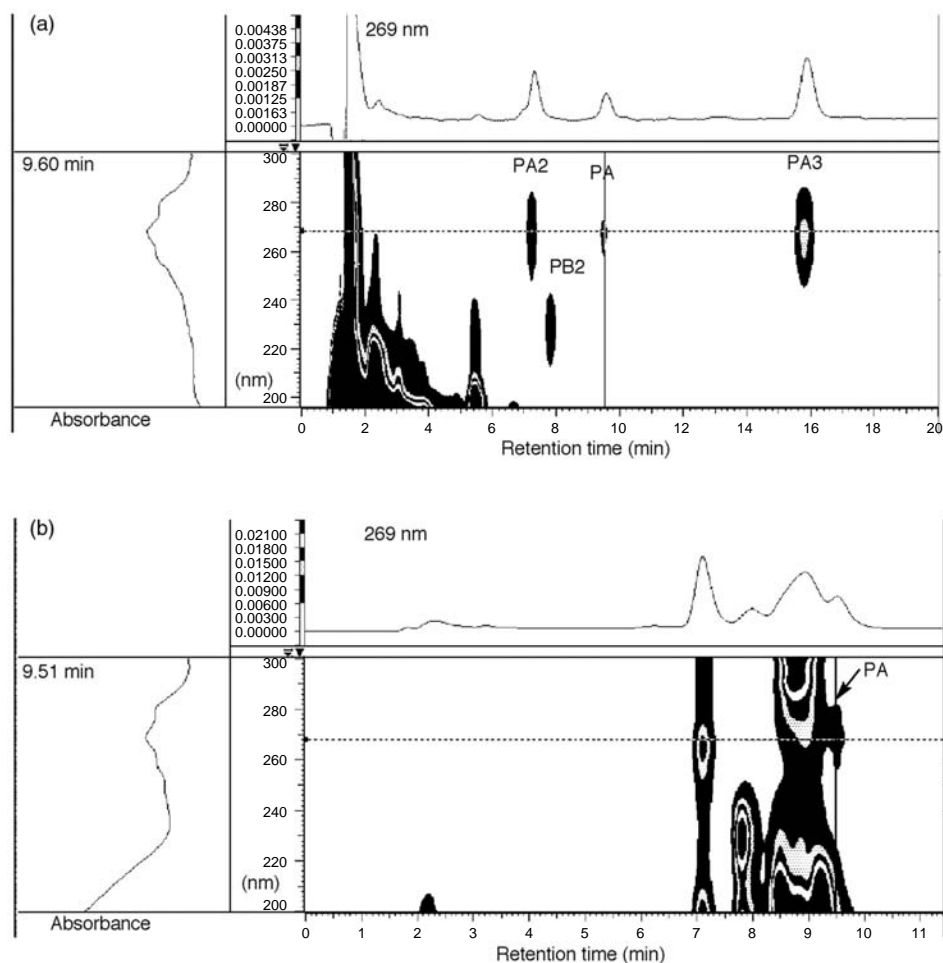 (a)
269 nm
0.00438
0.00375
0.00313
0.00250
0.00187
0.00125
0.00163
0.00000
9.60 min
300
280
260
240
220
(nm)
200
PA2
PA
PA3
PB2
Absorbance
0 2 4 6 8 10 12 14 16 18 20
Retention time (min)
(b)
269 nm
0.02100
0.01800
0.01500
0.01200
0.00900
0.00600
0.00300
0.00000
9.51 min
300
280
260
240
220
(nm)
200
PA
Absorbance
0 1 2 3 4 5 6 7 8 9 10 11
Retention time (min)